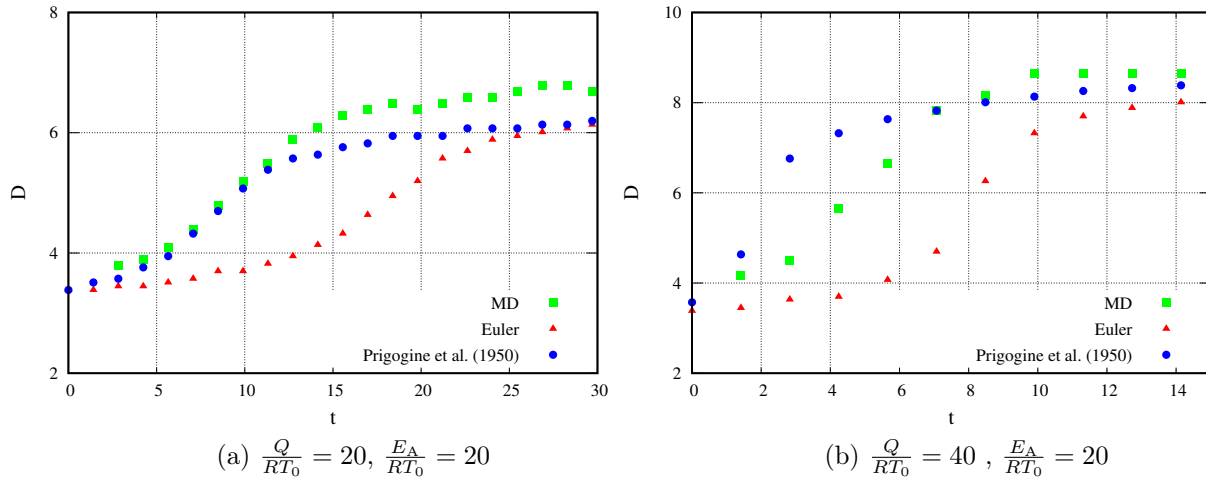 10
8
6
4
2
D
0 5 10 15 20 25 30
t
MD
Euler
Prigogine et al. (1950)
(a) Q/RT₀ = 20, E_A/RT₀ = 20
10
8
6
4
2
D
0 2 4 6 8 10 12 14
t
MD
Euler
Prigogine et al. (1950)
(b) Q/RT₀ = 40 , E_A/RT₀ = 20